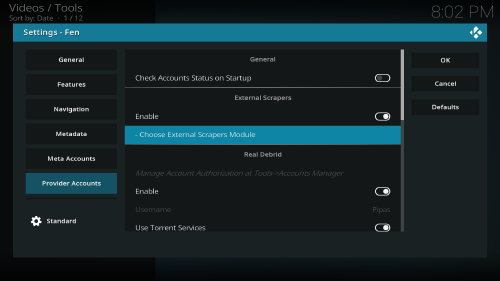 Videos / Tools
Sort by: Date · 1 / 12
8:02 PM
Settings - Fen
General
Features
Navigation
Metadata
Meta Accounts
Provider Accounts
Standard
General
Check Accounts Status on Startup
External Scrapers
Enable
- Choose External Scrapers Module
Real Debrid
Manage Account Authorization at Tools->Accounts Manager
Enable
Username Pipas
Use Torrent Services
OK
Cancel
Defaults